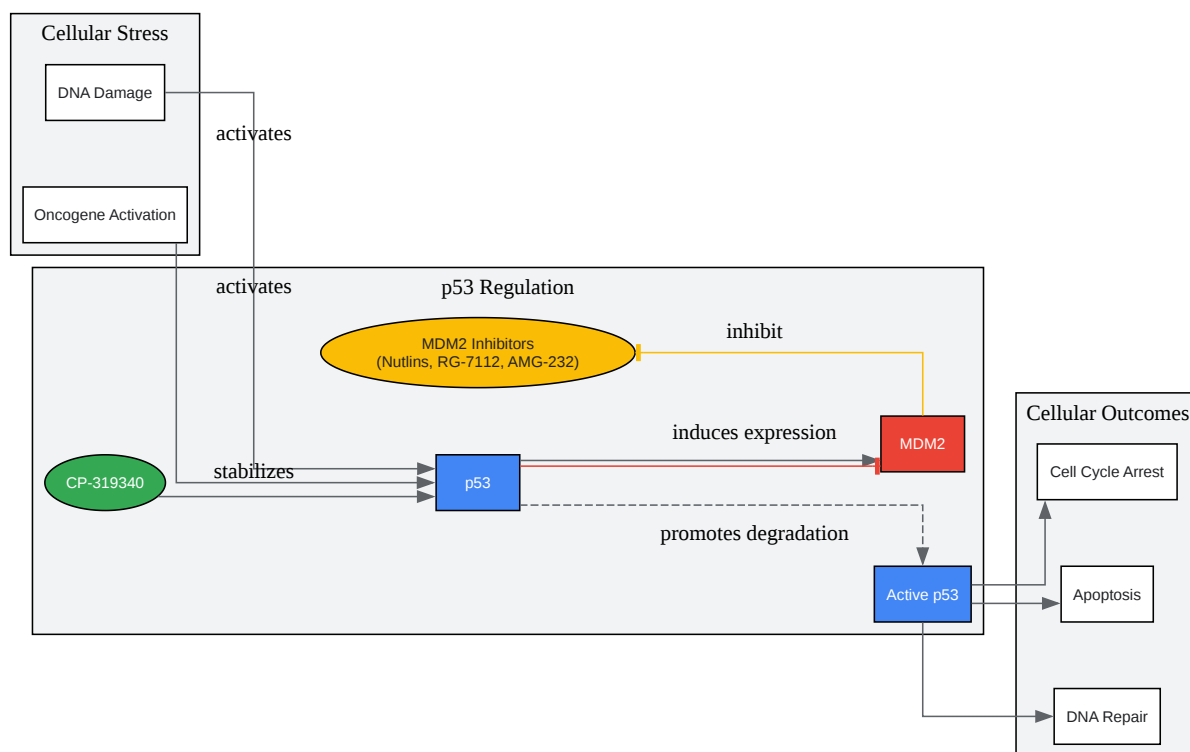 Cellular Stress
DNA Damage
activates
Oncogene Activation
activates
p53 Regulation
MDM2 Inhibitors
(Nutlins, RG-7112, AMG-232)
inhibit
Cellular Outcomes
induces expression
MDM2
Cell Cycle Arrest
CP-319340
stabilizes
p53
promotes degradation
Active p53
Apoptosis
DNA Repair